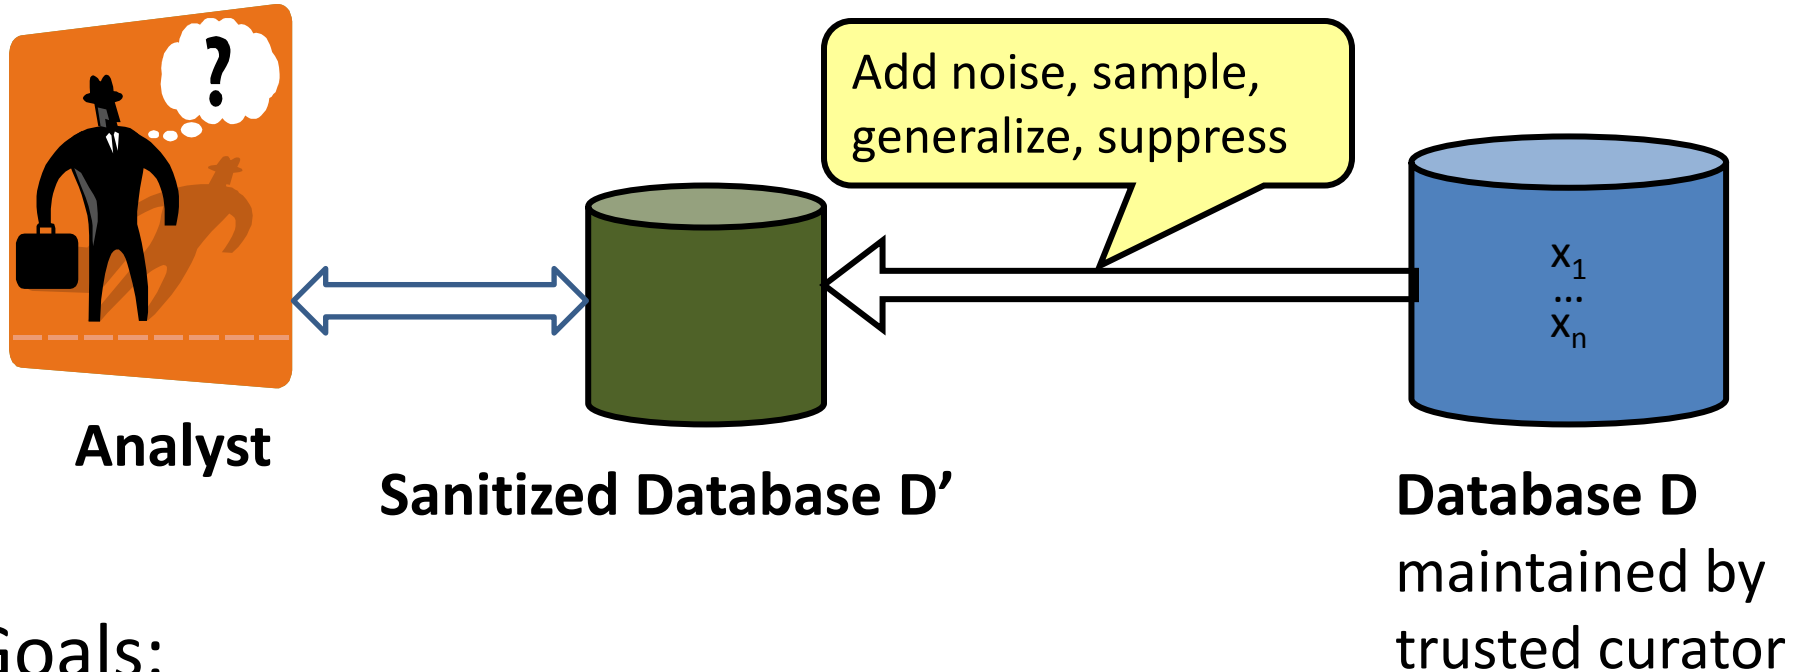 ?
Add noise, sample,
generalize, suppress
x₁
...
xₙ
Analyst
Sanitized Database D’
Database D
maintained by
trusted curator
Goals: